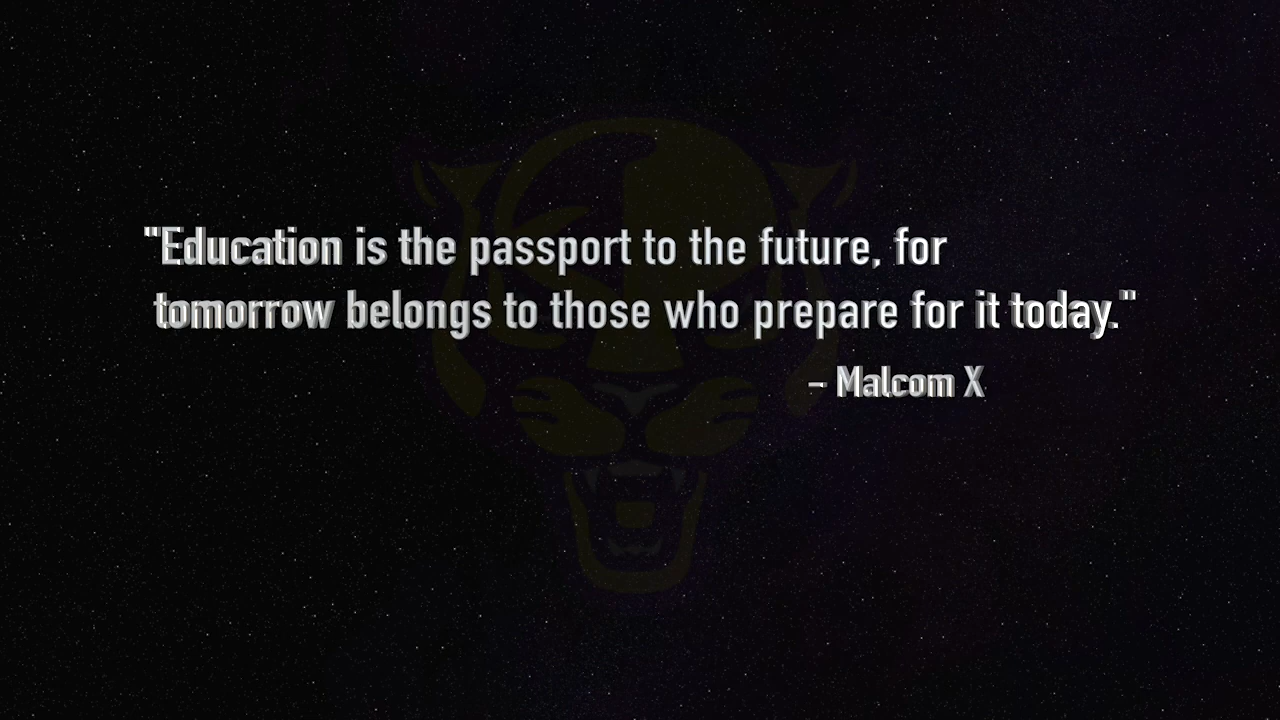 "Education is the passport to the future, for
tomorrow belongs to those who prepare for it today."
– Malcom X